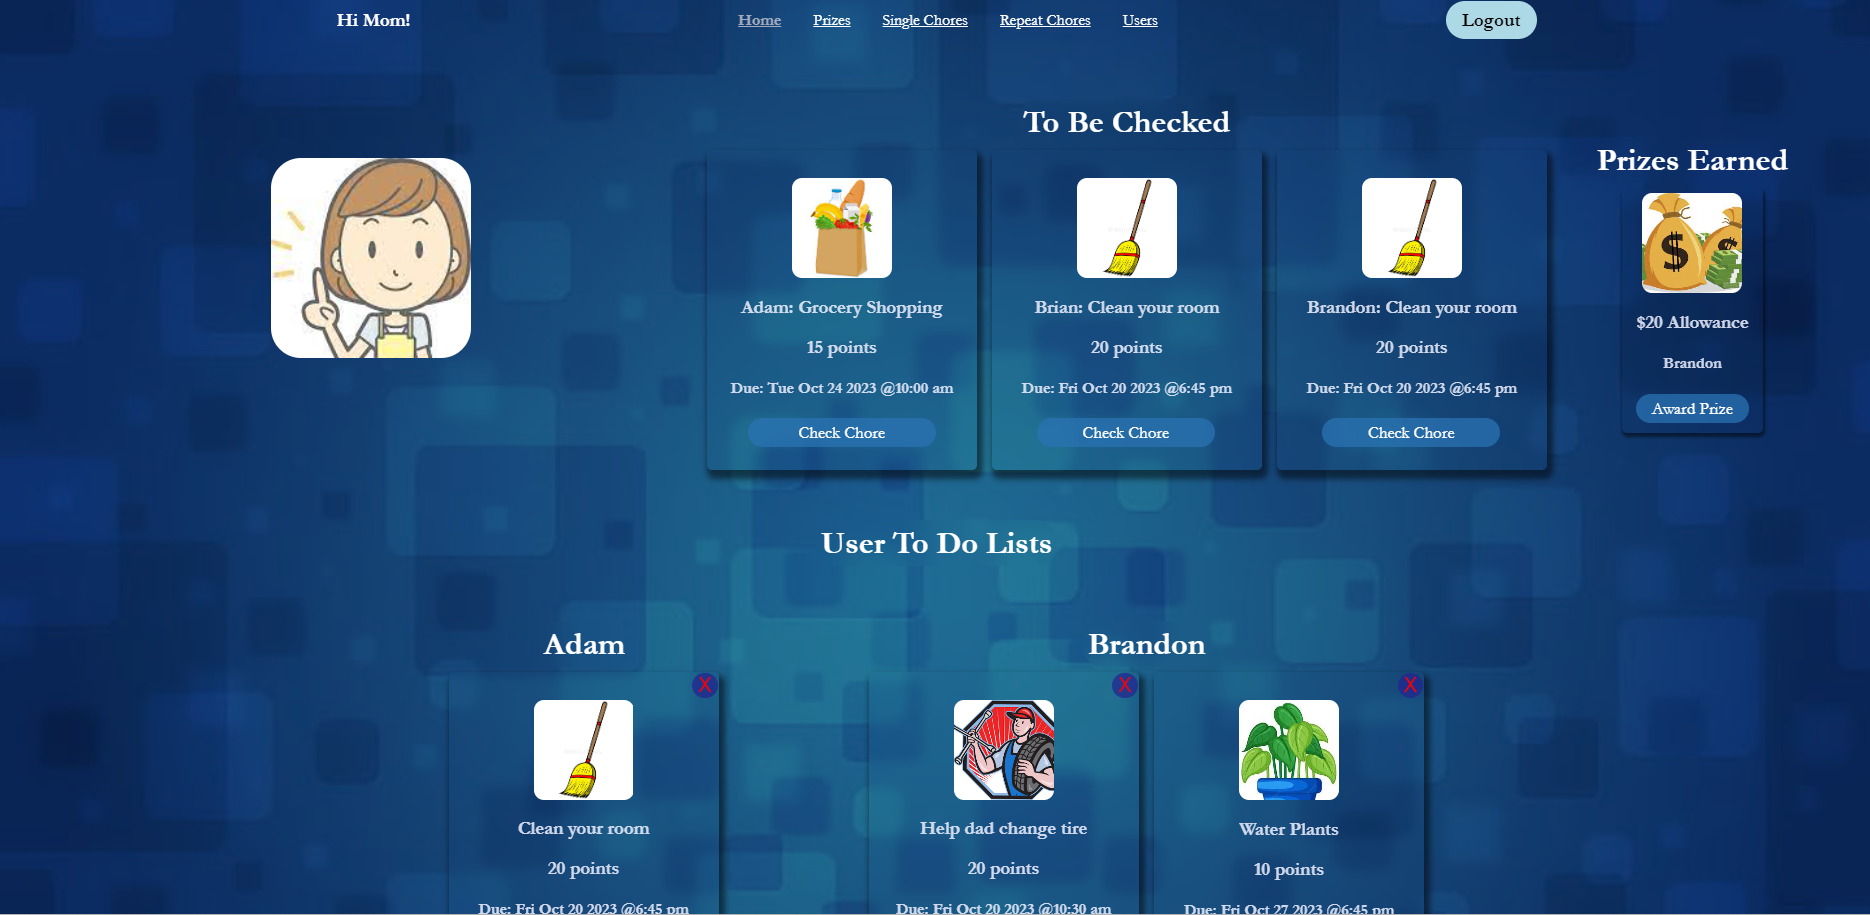 Hi Mom!
Home Prizes Single Chores Repeat Chores Users
Logout
To Be Checked
Adam: Grocery Shopping
15 points
Due: Tue Oct 24 2023 @10:00 am
Check Chore
Brian: Clean your room
20 points
Due: Fri Oct 20 2023 @6:45 pm
Check Chore
Brandon: Clean your room
20 points
Due: Fri Oct 20 2023 @6:45 pm
Check Chore
Prizes Earned
$
$
$20 Allowance
Brandon
Award Prize
User To Do Lists
Adam
X
Clean your room
20 points
Due: Fri Oct 20 2023 @6:45 pm
Brandon
X
Help dad change tire
20 points
Due: Fri Oct 20 2023 @10:30 am
X
Water Plants
10 points
Due: Fri Oct 27 2023 @6:45 pm